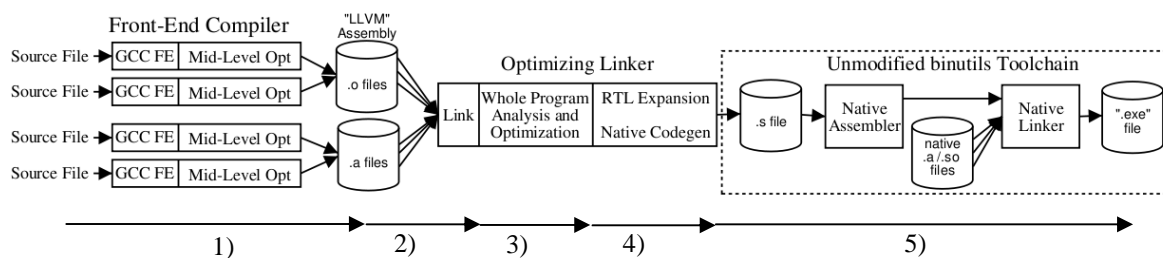 Front-End Compiler
"LLVM"
Assembly
Source File
GCC FE
Mid-Level Opt
Source File
GCC FE
Mid-Level Opt
.o files
Source File
GCC FE
Mid-Level Opt
Source File
GCC FE
Mid-Level Opt
.a files
Optimizing Linker
Link
Whole Program
Analysis and
Optimization
RTL Expansion
Native Codegen
Unmodified binutils Toolchain
.s file
Native
Assembler
native
.a /.so
files
Native
Linker
".exe"
file
1)
2)
3)
4)
5)